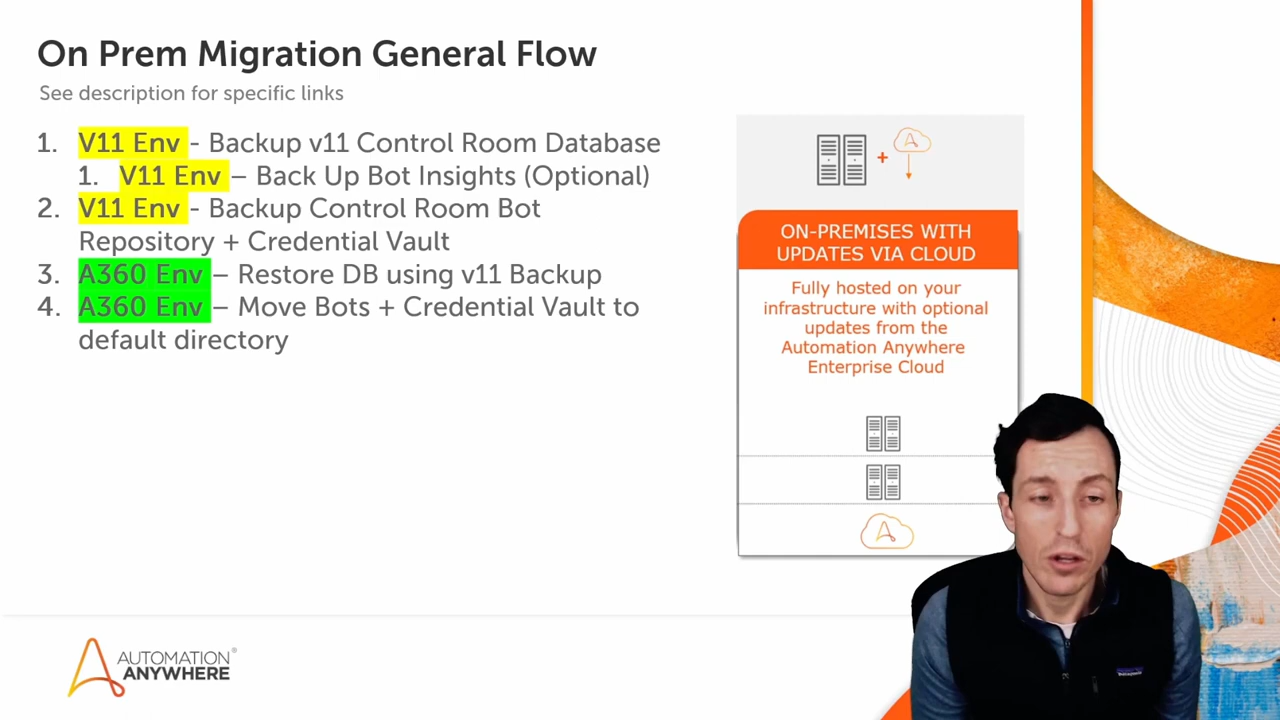 On Prem Migration General Flow
See description for specific links
1. V11 Env - Backup v11 Control Room Database
1. V11 Env – Back Up Bot Insights (Optional)
2. V11 Env - Backup Control Room Bot
Repository + Credential Vault
3. A360 Env – Restore DB using v11 Backup
4. A360 Env – Move Bots + Credential Vault to
default directory
ON-PREMISES WITH
UPDATES VIA CLOUD
Fully hosted on your
infrastructure with optional
updates from the
Automation Anywhere
Enterprise Cloud
AUTOMATION
ANYWHERE